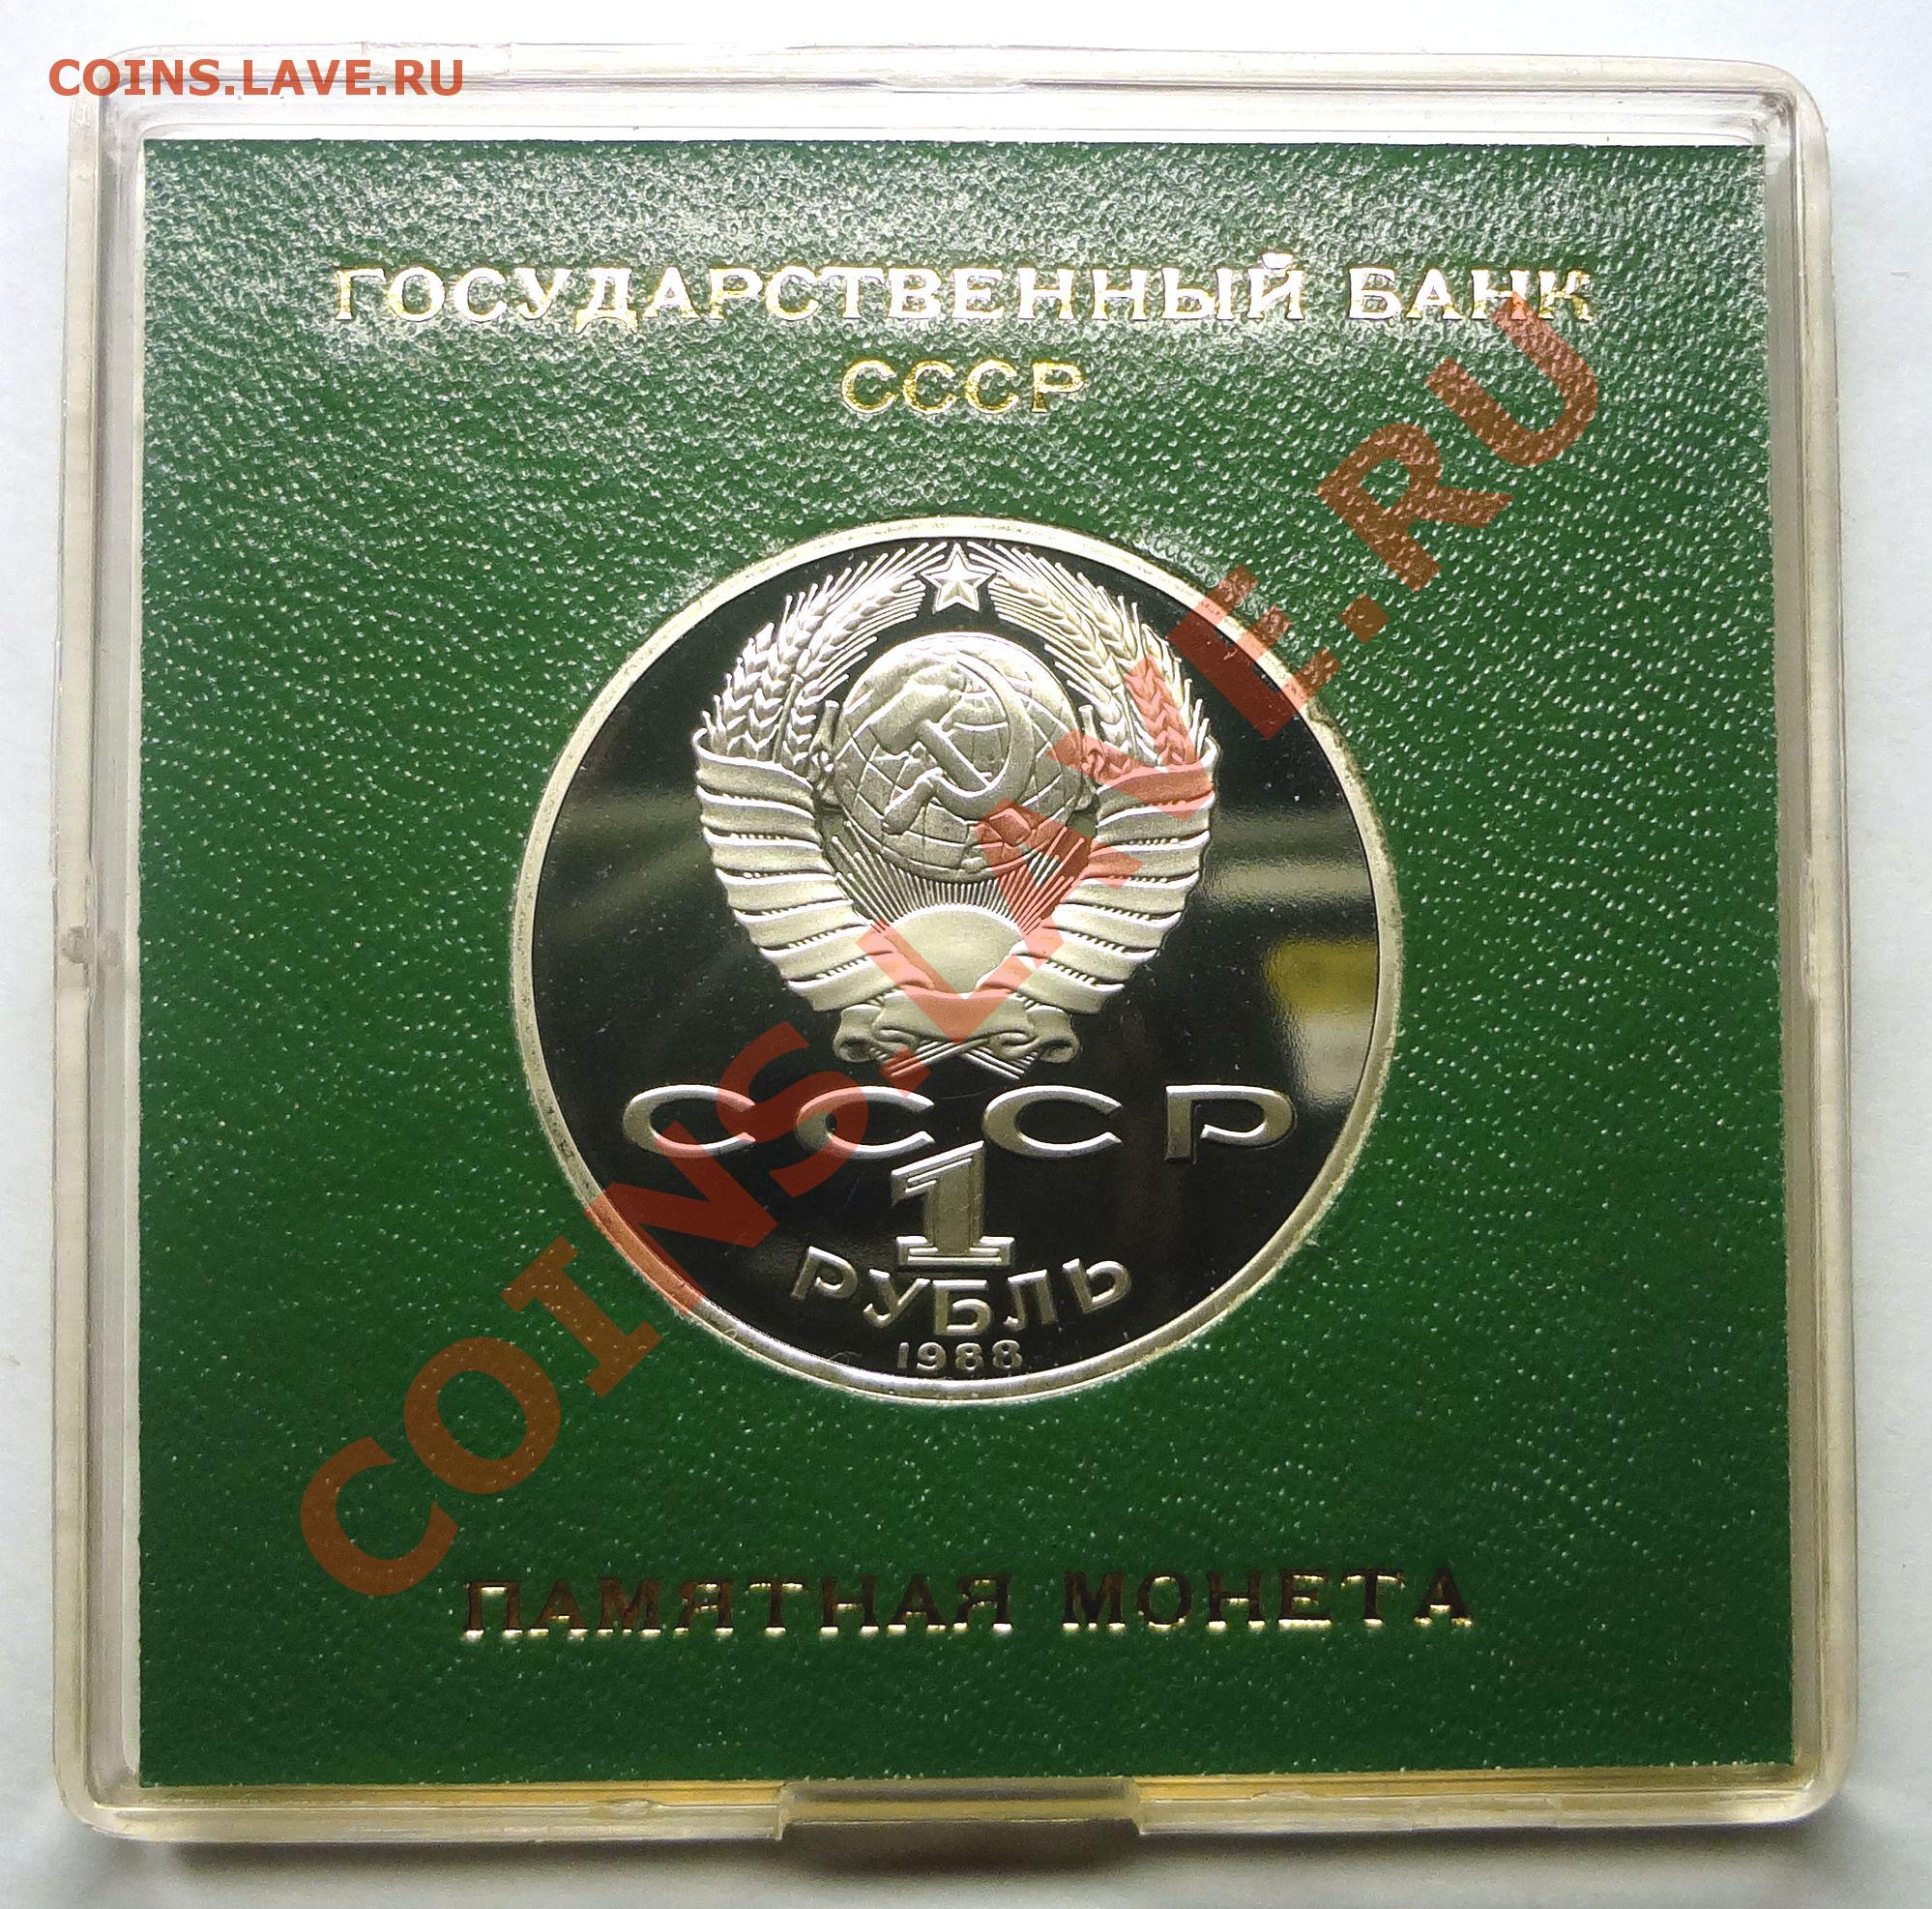 COINS.LAVE.RU
ГОСУДАРСТВЕННЫЙ БАНК
СССР
СССР
1
РУБЛЬ
1988
ПАМЯТНАЯ МОНЕТА
COINS.LAVE.RU